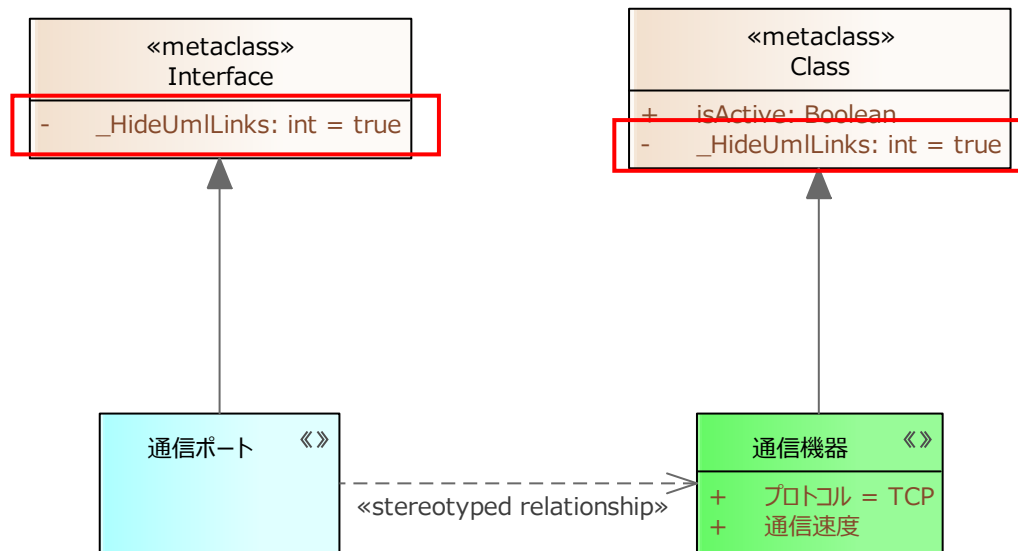 «metaclass»
Interface
- _HideUmlLinks: int = true
«metaclass»
Class
+ isActive: Boolean
- _HideUmlLinks: int = true
通信ポート 《》
«stereotyped relationship»
通信機器 《》
+ プロトコル = TCP
+ 通信速度